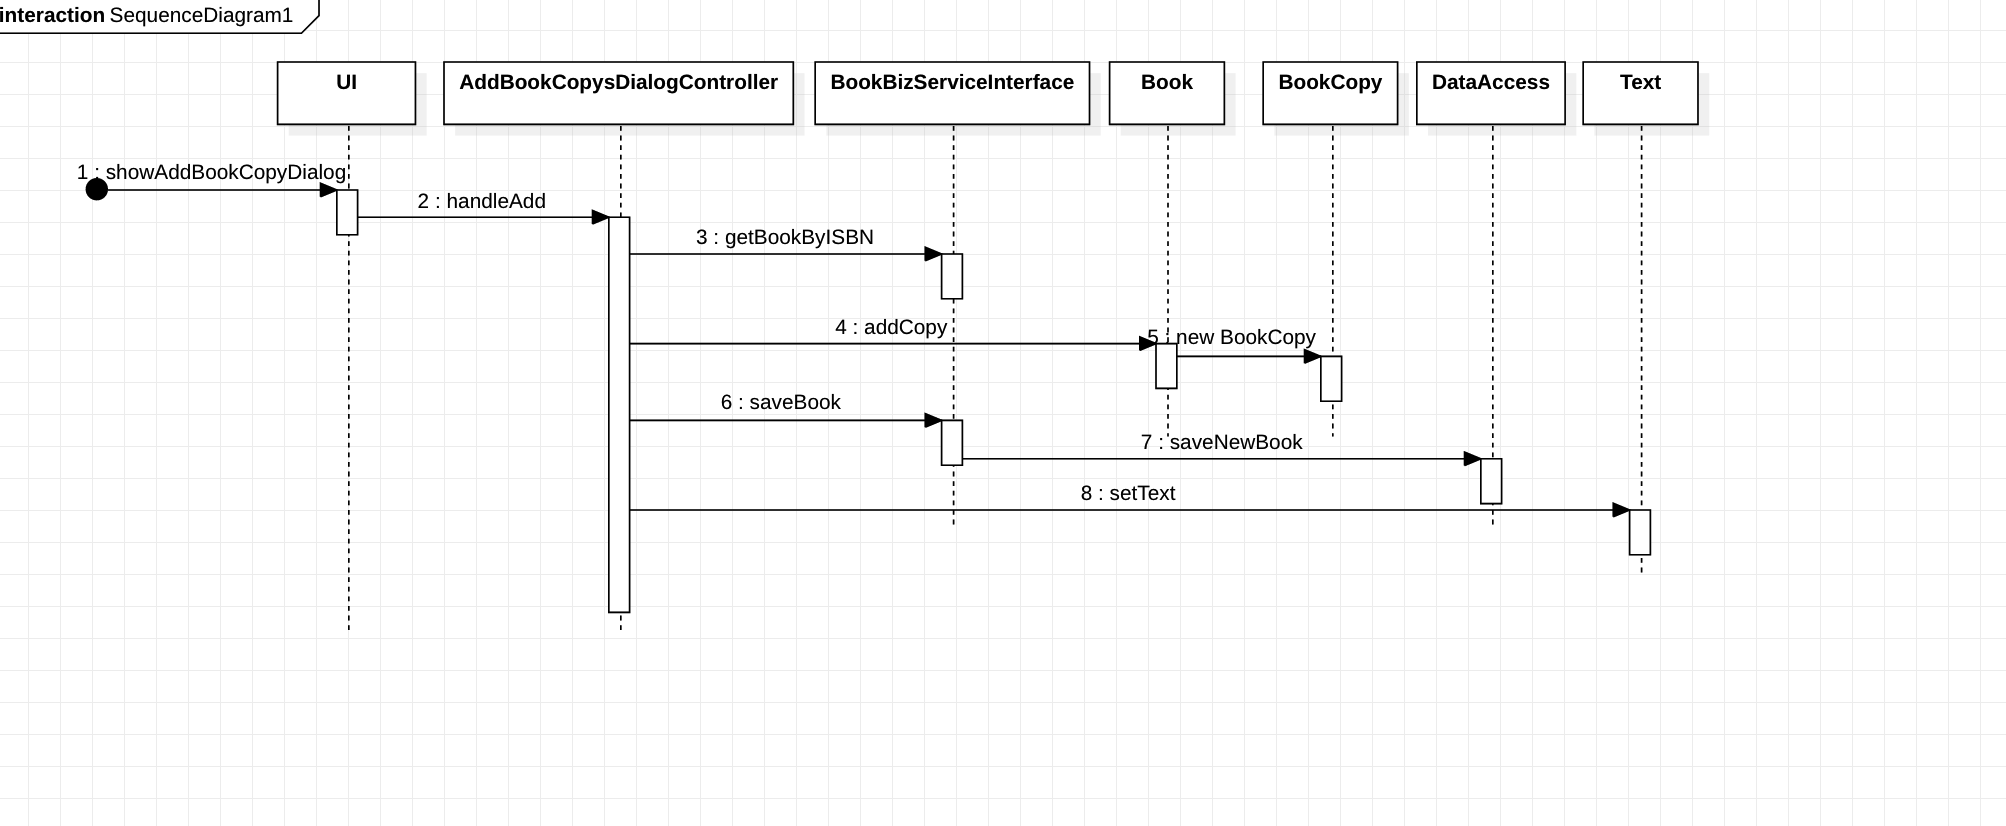 interaction SequenceDiagram1
UI
AddBookCopysDialogController
BookBizServiceInterface
Book
BookCopy
DataAccess
Text
1 : showAddBookCopyDialog
2 : handleAdd
3 : getBookByISBN
4 : addCopy
5 : new BookCopy
6 : saveBook
7 : saveNewBook
8 : setText